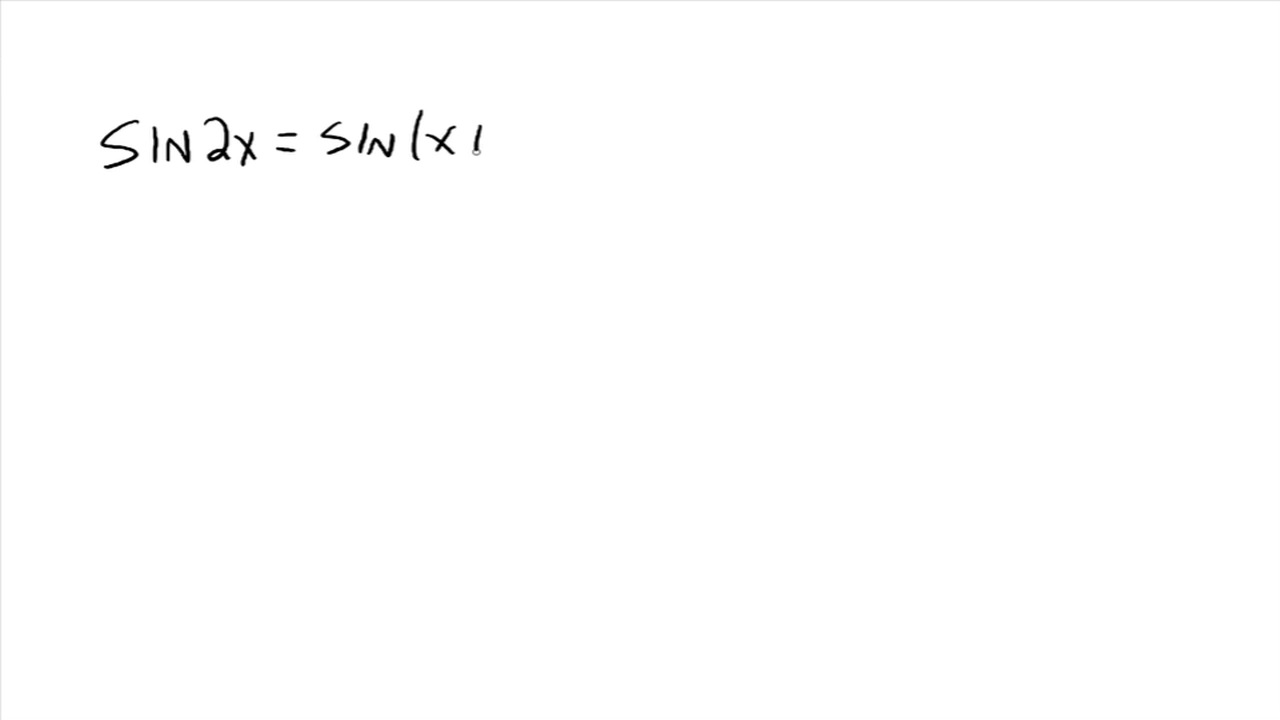 SIN 2x = SIN (x